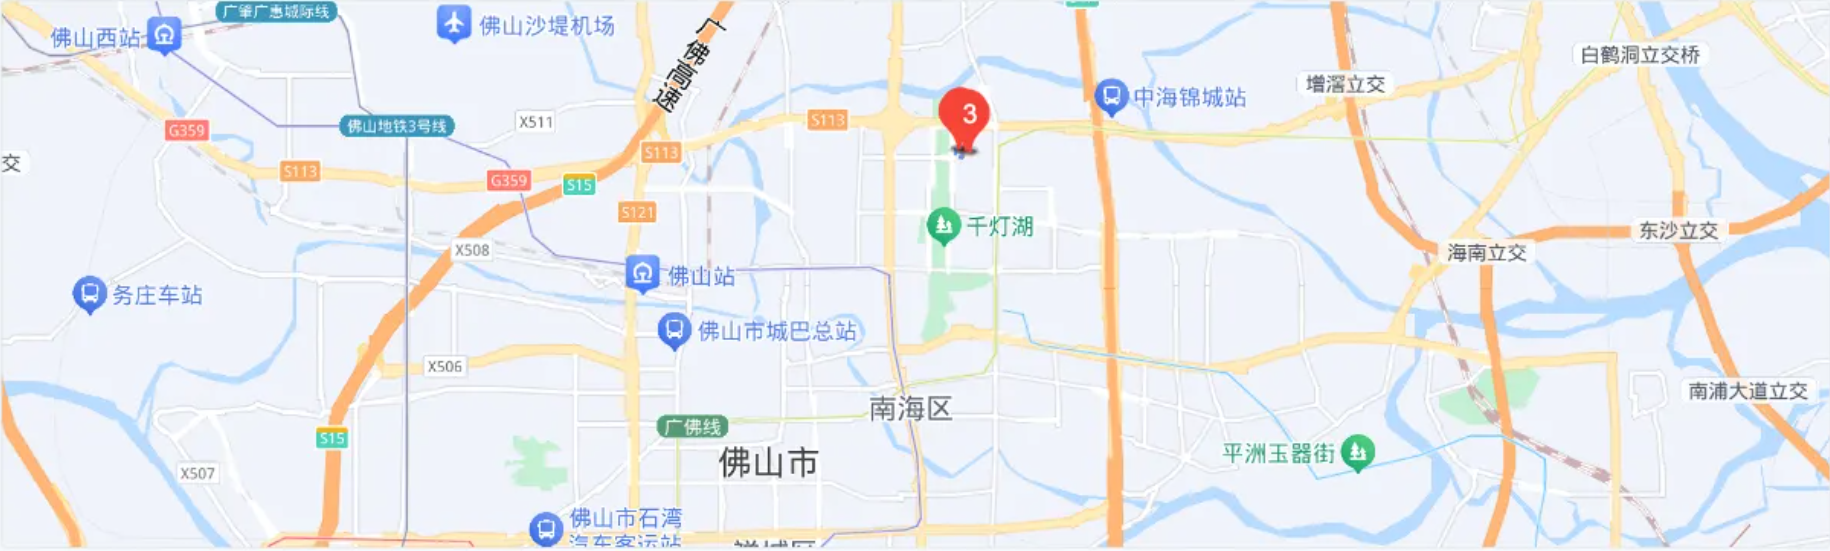 广肇广惠城际线
佛山西站
佛山沙堤机场
广佛高速
中海锦城站
增滘立交
白鹤洞立交桥
G359
佛山地铁3号线
X511
S113
3
交
S113
S113
G359
S15
S121
千灯湖
X508
东沙立交
海南立交
佛山站
务庄车站
佛山市城巴总站
X506
南浦大道立交
南海区
广佛线
S15
佛山市
平洲玉器街
X507
佛山市石湾
汽车客运站
禅城区